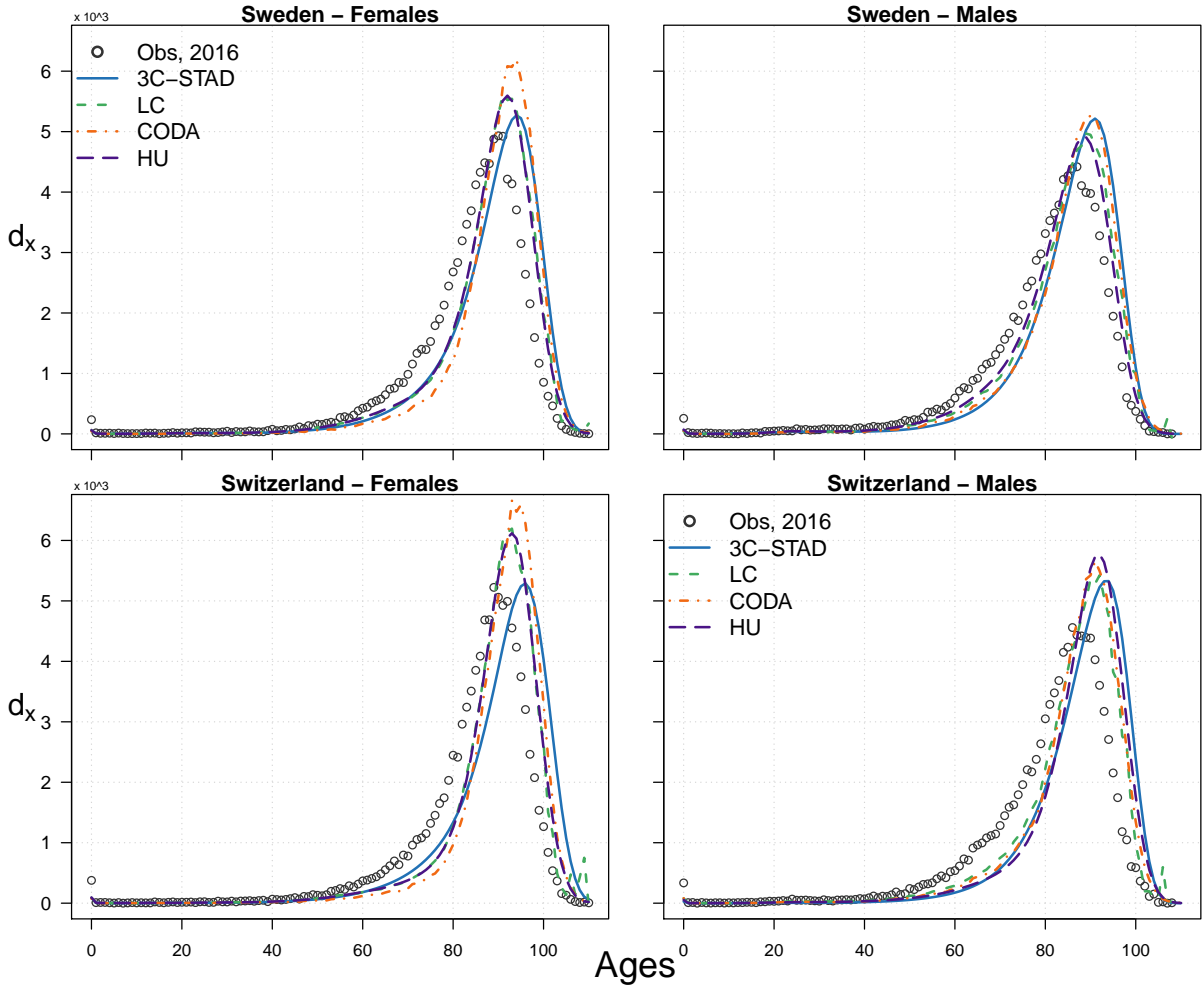 Sweden − Females
x 10^3
Obs, 2016
3C−STAD
LC
CODA
HU
6
5
4
3
2
1
0
dx
Sweden − Males
Switzerland − Females
x 10^3
6
5
4
3
2
1
0
dx
0 20 40 60 80 100
Switzerland − Males
Obs, 2016
3C−STAD
LC
CODA
HU
0 20 40 60 80 100
Ages